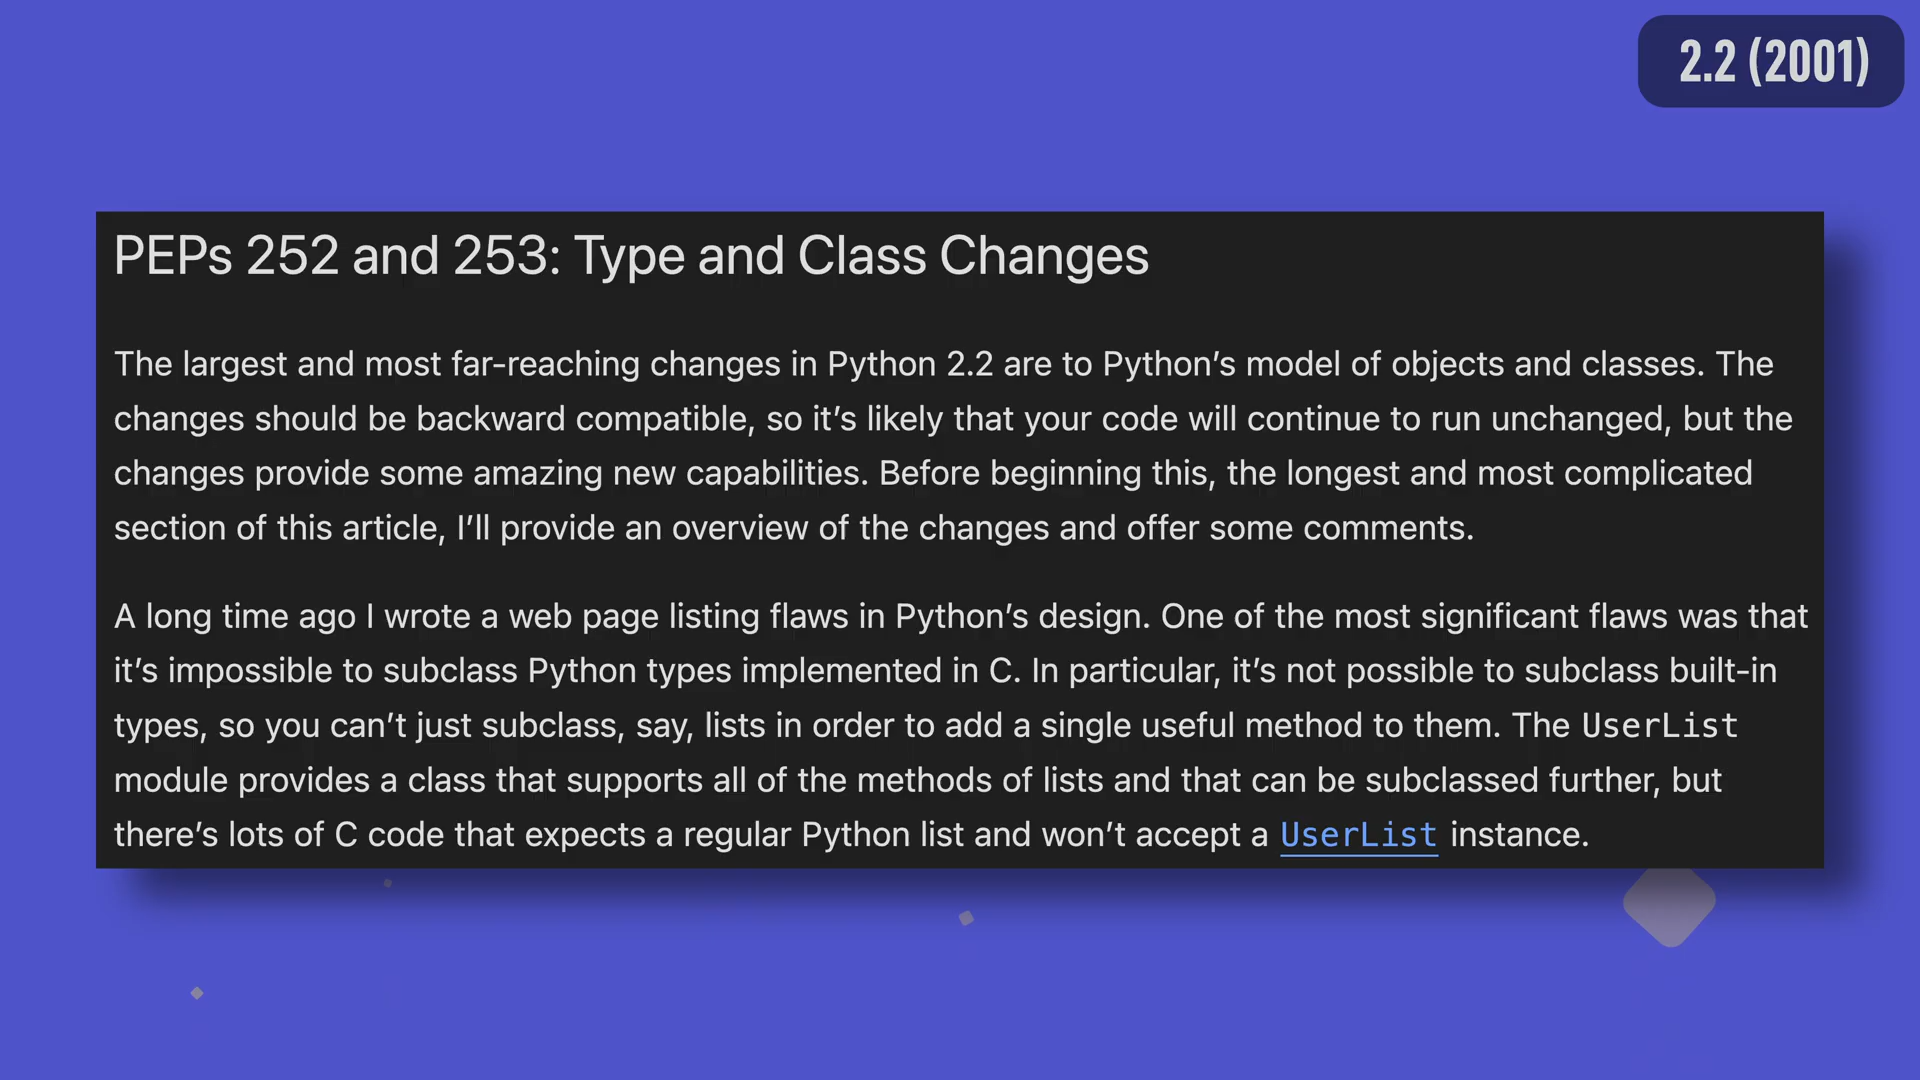 2.2 (2001)
PEPs 252 and 253: Type and Class Changes
The largest and most far-reaching changes in Python 2.2 are to Python’s model of objects and classes. The
changes should be backward compatible, so it’s likely that your code will continue to run unchanged, but the
changes provide some amazing new capabilities. Before beginning this, the longest and most complicated
section of this article, I’ll provide an overview of the changes and offer some comments.
A long time ago I wrote a web page listing flaws in Python’s design. One of the most significant flaws was that
it’s impossible to subclass Python types implemented in C. In particular, it’s not possible to subclass built-in
types, so you can’t just subclass, say, lists in order to add a single useful method to them. The UserList
module provides a class that supports all of the methods of lists and that can be subclassed further, but
there’s lots of C code that expects a regular Python list and won’t accept a UserList instance.